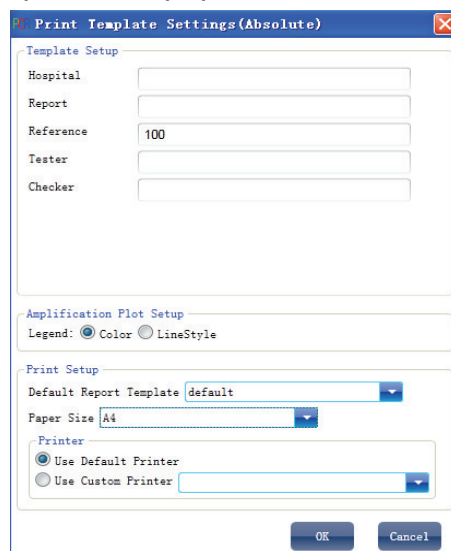 Print Template Settings(Absolute)
Template Setup
Hospital
Report
Reference 100
Tester
Checker
Amplification Plot Setup
Legend: Color LineStyle
Print Setup
Default Report Template default
Paper Size A4
Printer
Use Default Printer
Use Custom Printer
OK Cancel